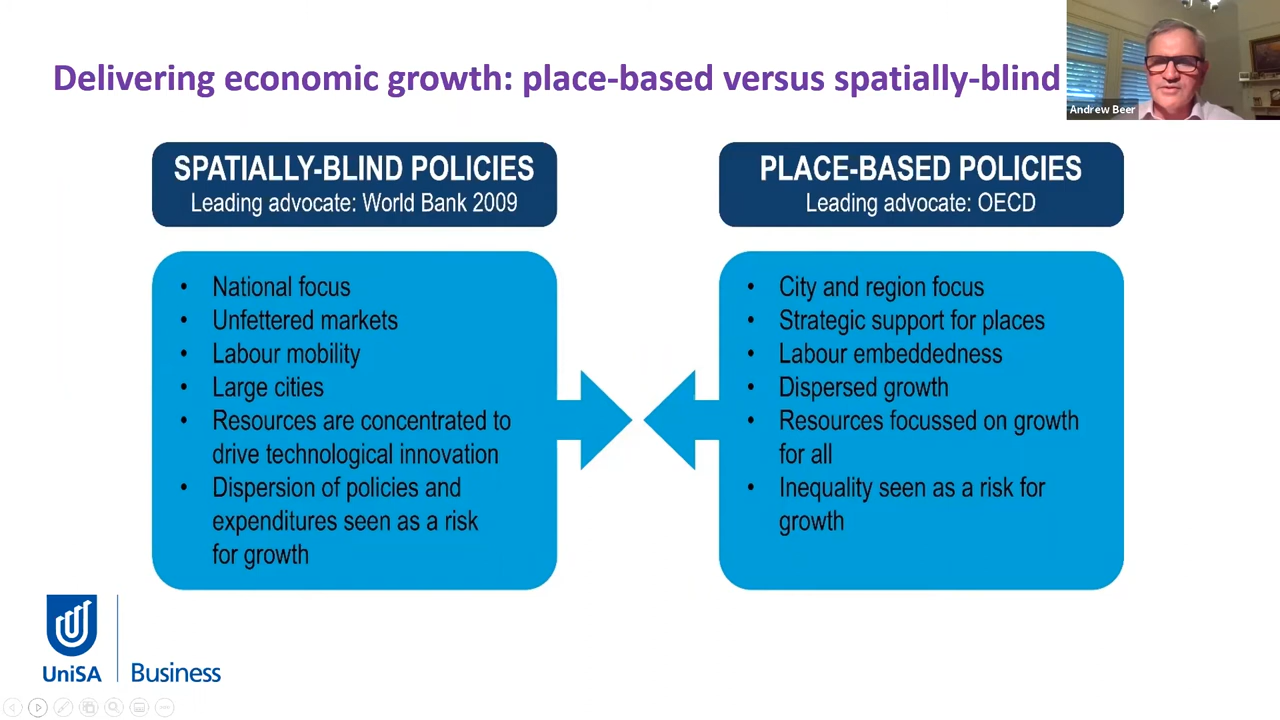 Delivering economic growth: place-based versus spatially-blind
Andrew Beer
SPATIALLY-BLIND POLICIES
Leading advocate: World Bank 2009
• National focus
• Unfettered markets
• Labour mobility
• Large cities
• Resources are concentrated to
drive technological innovation
• Dispersion of policies and
expenditures seen as a risk
for growth
PLACE-BASED POLICIES
Leading advocate: OECD
• City and region focus
• Strategic support for places
• Labour embeddedness
• Dispersed growth
• Resources focussed on growth
for all
• Inequality seen as a risk for
growth
UniSA
Business